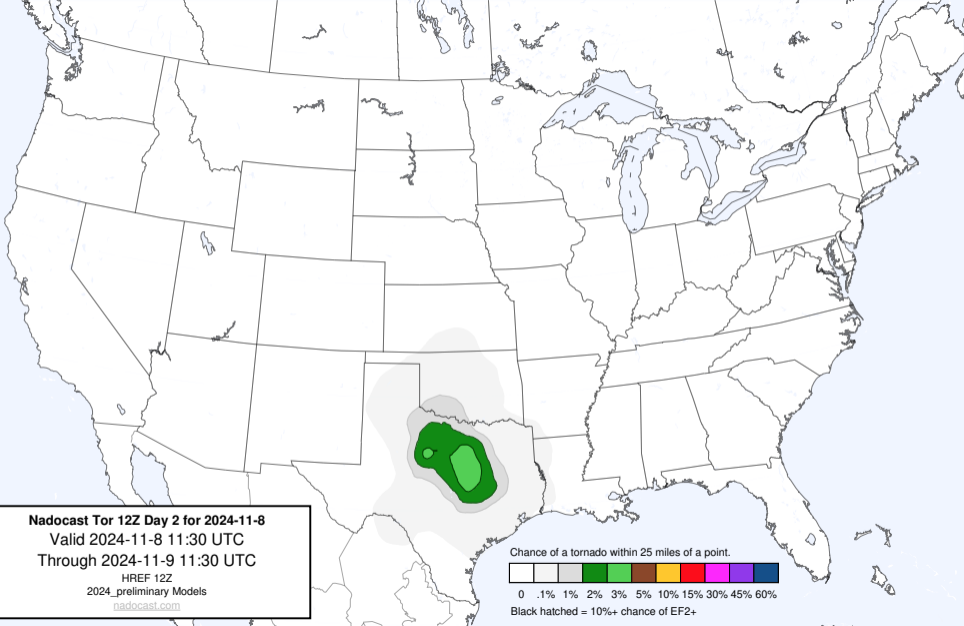 Nadocast Tor 12Z Day 2 for 2024-11-8
Valid 2024-11-8 11:30 UTC
Through 2024-11-9 11:30 UTC
HREF 12Z
2024_preliminary Models
nadocast.com
Chance of a tornado within 25 miles of a point.
0 .1% 1% 2% 3% 5% 10% 15% 30% 45% 60%
Black hatched = 10%+ chance of EF2+